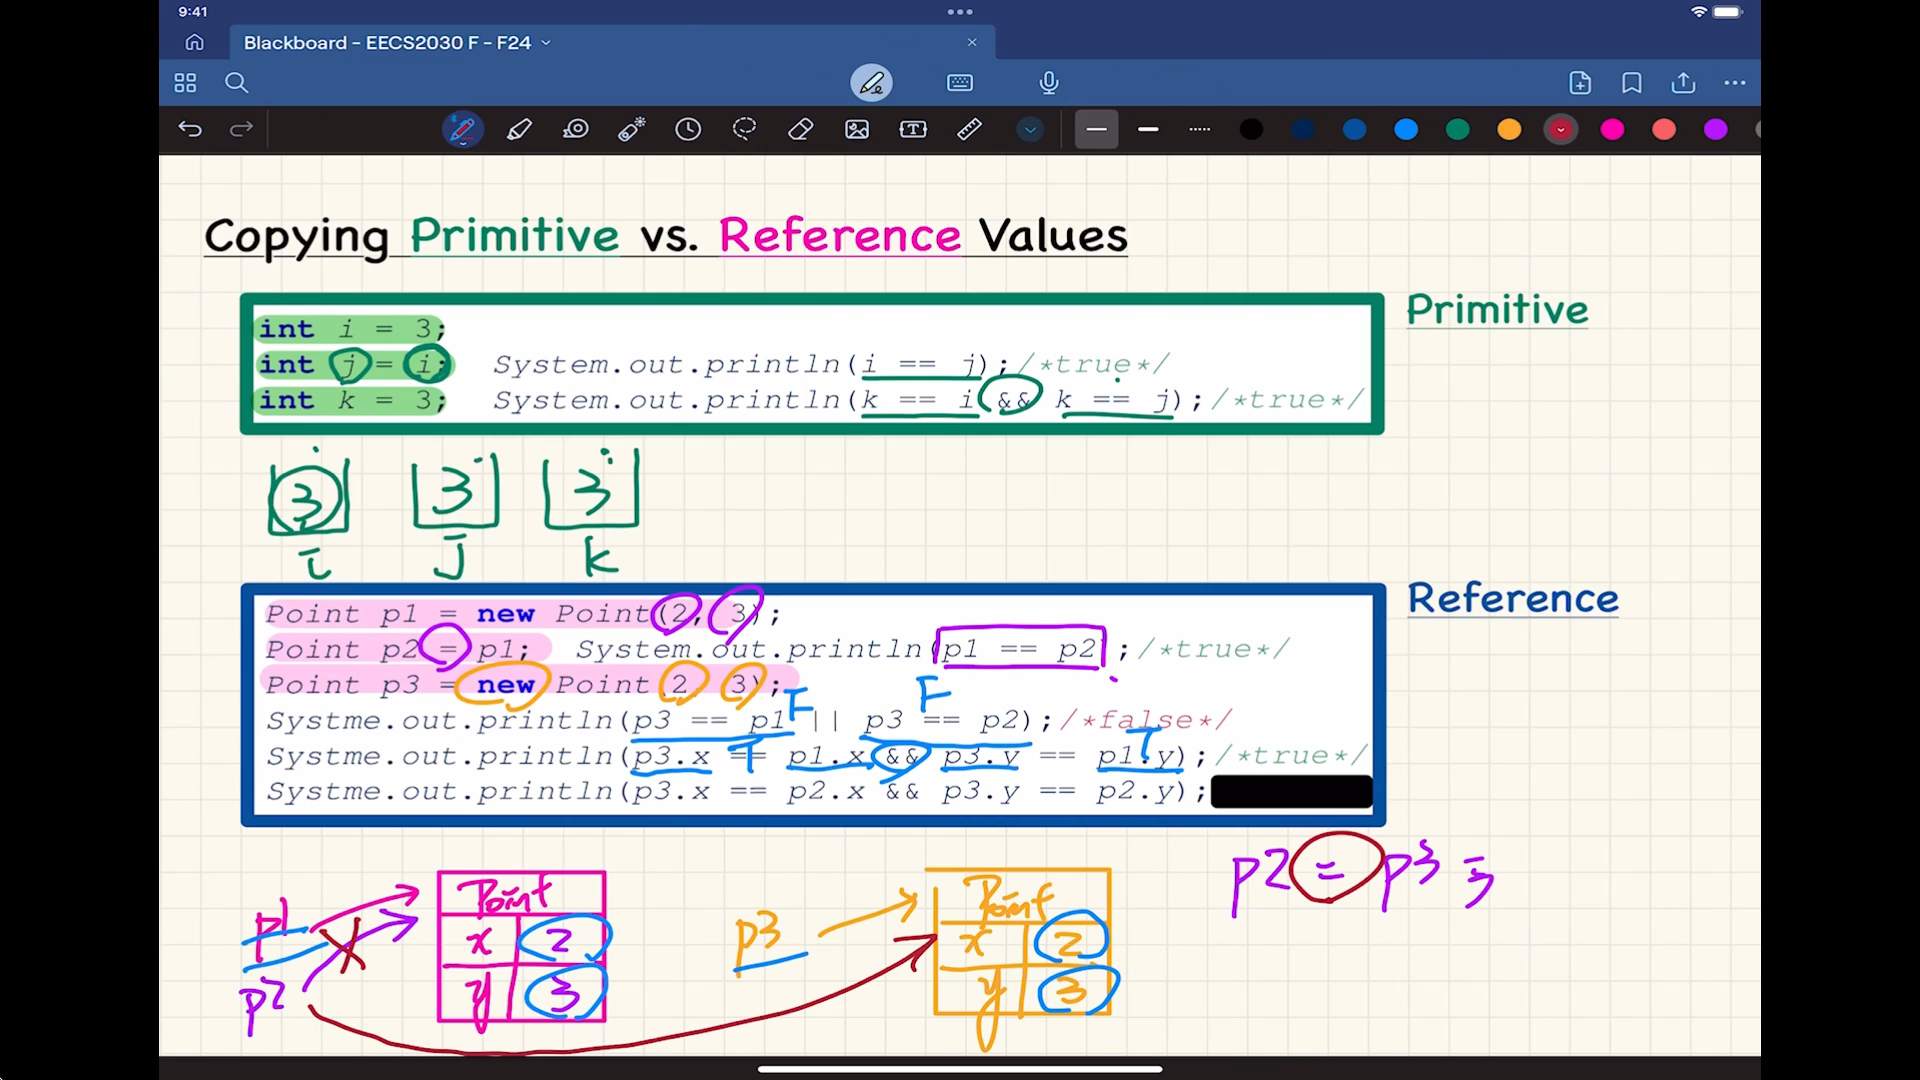 9:41
Blackboard - EECS2030 F - F24
Copying Primitive vs. Reference Values
Primitive
int i = 3;
int j = i; System.out.println(i == j);/*true*/
int k = 3; System.out.println(k == i && k == j);/*true*/
3 3 3
i j k
Reference
Point p1 = new Point(2, 3);
Point p2 = p1; System.out.println(p1 == p2);/*true*/
Point p3 = new Point(2, 3);
F F
Systme.out.println(p3 == p1 || p3 == p2);/*false*/
T T
Systme.out.println(p3.x == p1.x && p3.y == p1.y);/*true*/
Systme.out.println(p3.x == p2.x && p3.y == p2.y);
p2 = p3 ;
Point Point
p1 x 2 p3 x 2
p2 y 3 y 3